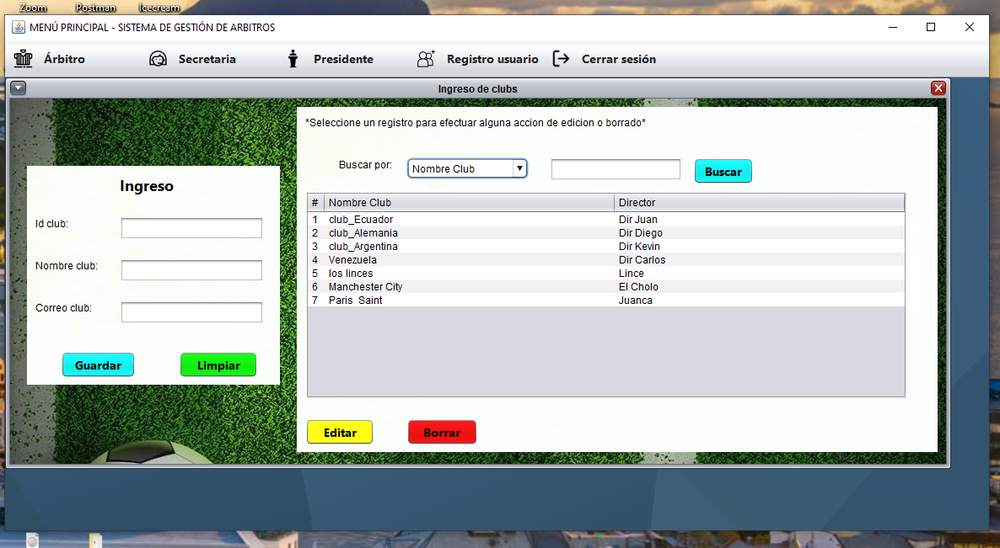 Zoom Postman Icecream
MENÚ PRINCIPAL - SISTEMA DE GESTIÓN DE ARBITROS
Árbitro Secretaria Presidente Registro usuario Cerrar sesión
Ingreso de clubs
*Seleccione un registro para efectuar alguna accion de edicion o borrado*
Buscar por: Nombre Club Buscar
Ingreso
Id club:
Nombre club:
Correo club:
Guardar Limpiar
# Nombre Club Director
1 club_Ecuador Dir Juan
2 club_Alemania Dir Diego
3 club_Argentina Dir Kevin
4 Venezuela Dir Carlos
5 los linces Lince
6 Manchester City El Cholo
7 Paris Saint Juanca
Editar Borrar